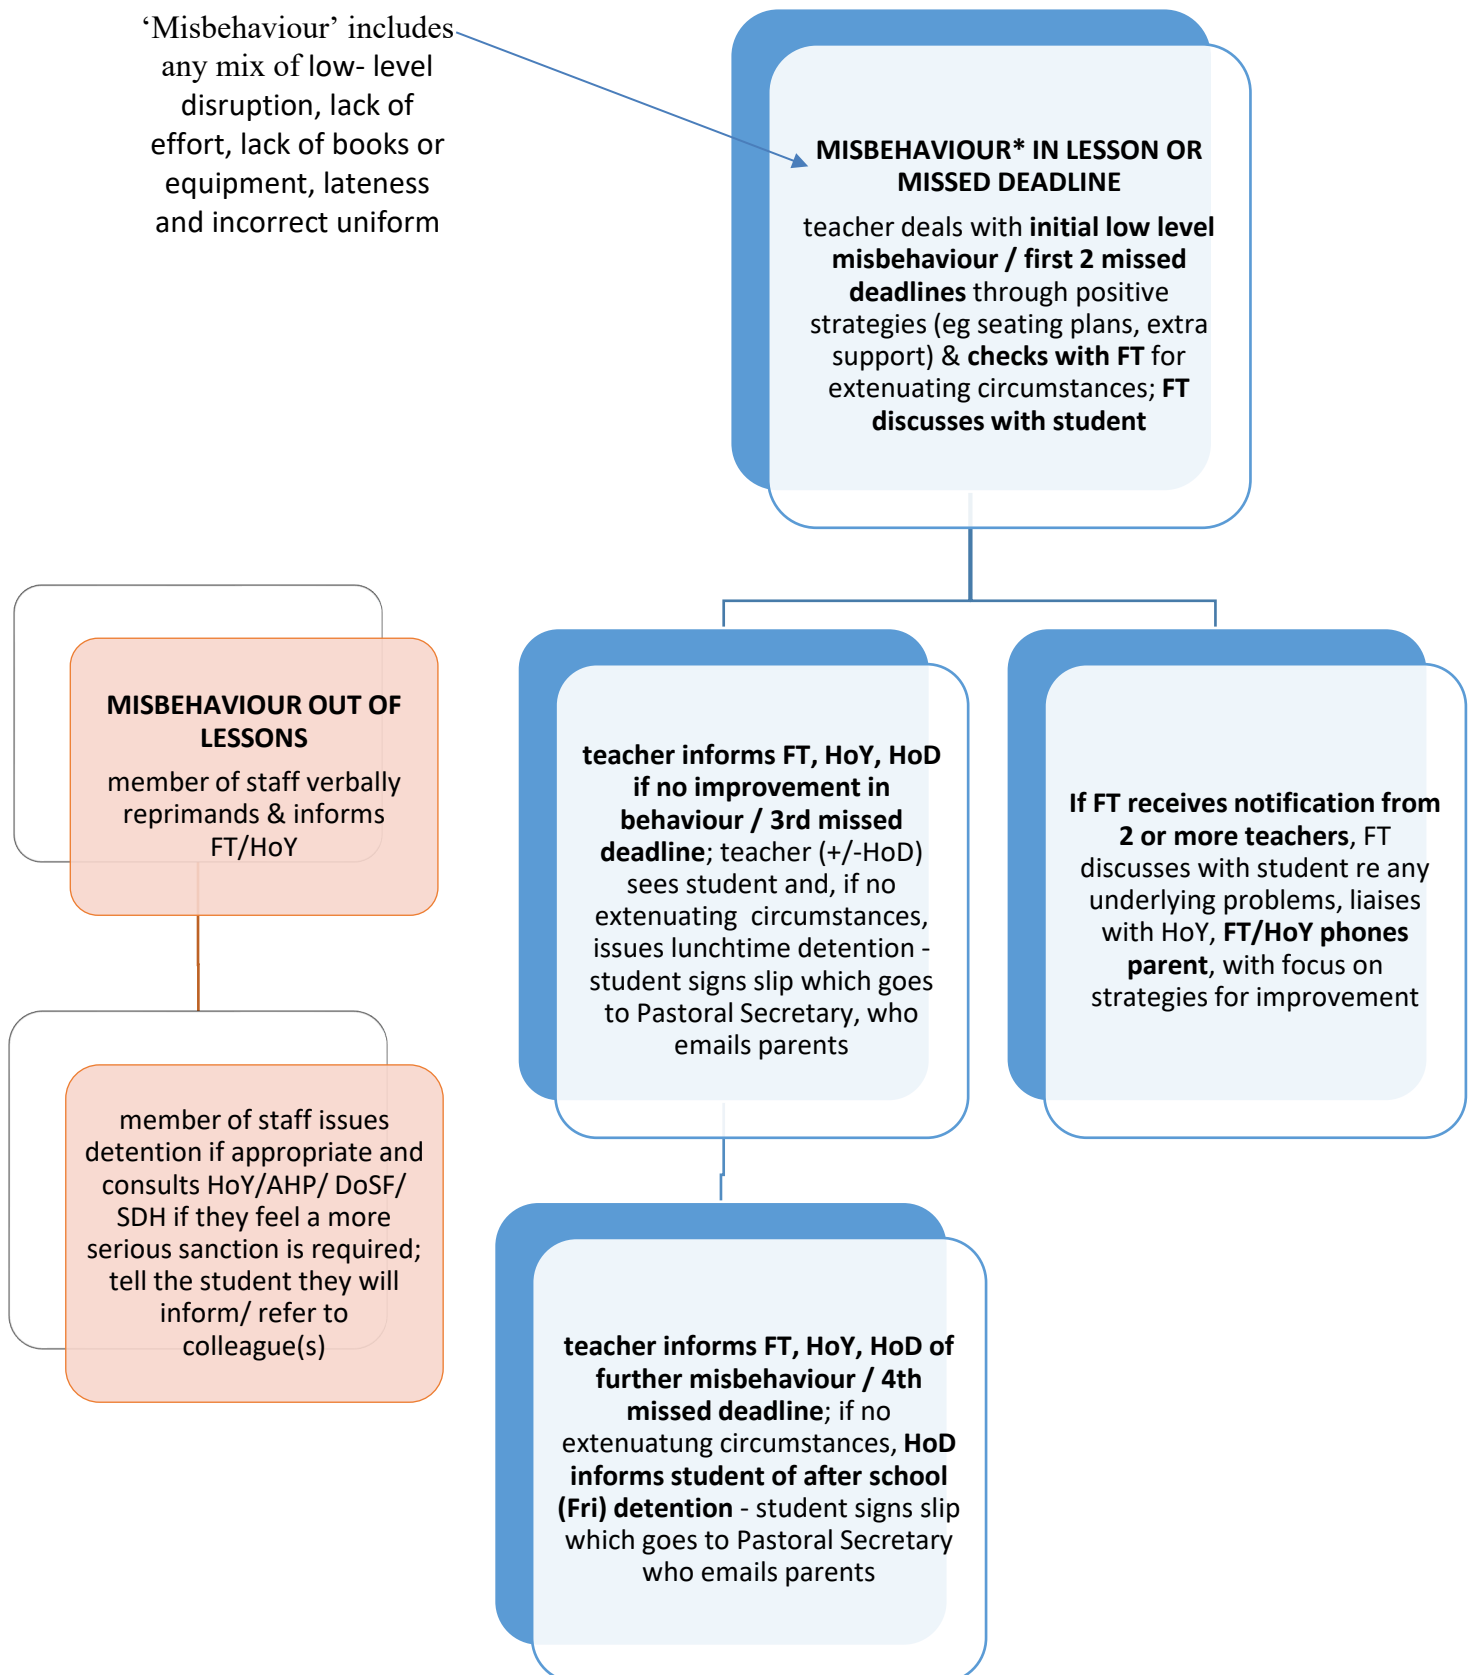 ‘Misbehaviour’ includes
any mix of low- level
disruption, lack of
effort, lack of books or
equipment, lateness
and incorrect uniform
MISBEHAVIOUR* IN LESSON OR
MISSED DEADLINE
teacher deals with initial low level
misbehaviour / first 2 missed
deadlines through positive
strategies (eg seating plans, extra
support) & checks with FT for
extenuating circumstances; FT
discusses with student
MISBEHAVIOUR OUT OF
LESSONS
member of staff verbally
reprimands & informs
FT/HoY
member of staff issues
detention if appropriate and
consults HoY/AHP/ DoSF/
SDH if they feel a more
serious sanction is required;
tell the student they will
inform/ refer to
colleague(s)
teacher informs FT, HoY, HoD
if no improvement in
behaviour / 3rd missed
deadline; teacher (+/-HoD)
sees student and, if no
extenuating circumstances,
issues lunchtime detention -
student signs slip which goes
to Pastoral Secretary, who
emails parents
If FT receives notification from
2 or more teachers, FT
discusses with student re any
underlying problems, liaises
with HoY, FT/HoY phones
parent, with focus on
strategies for improvement
teacher informs FT, HoY, HoD of
further misbehaviour / 4th
missed deadline; if no
extenuatung circumstances, HoD
informs student of after school
(Fri) detention - student signs slip
which goes to Pastoral Secretary
who emails parents